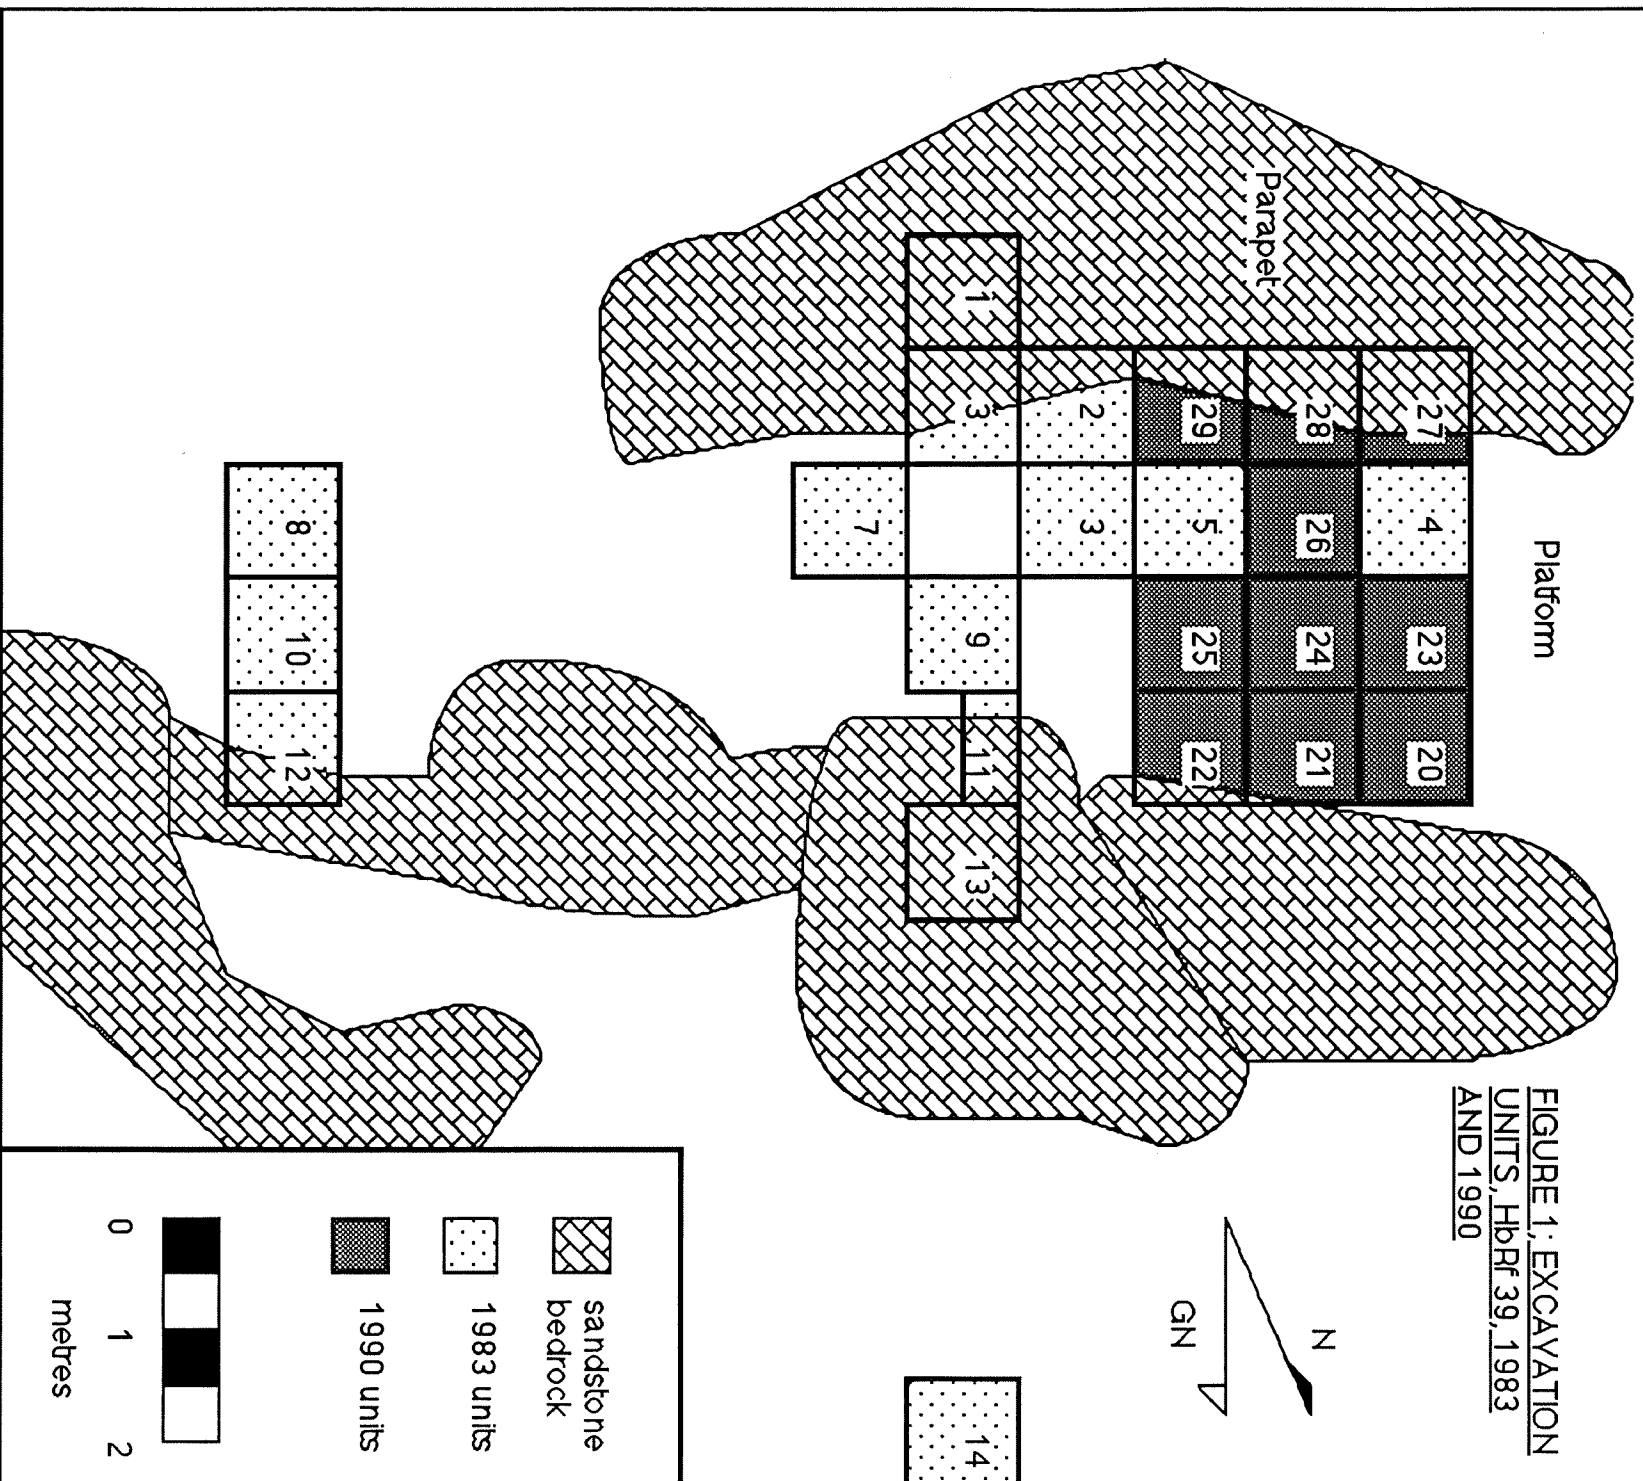 FIGURE 1; EXCAVATION
UNITS, HbRf 39, 1983
AND 1990
Platform
27 4 23 20
28 26 24 21
N
Parapet
29 5 25 22
GN
2 3
1 3 9 11 13 14
7
8 10 12
sandstone
bedrock
1983 units
1990 units
0 1 2
metres